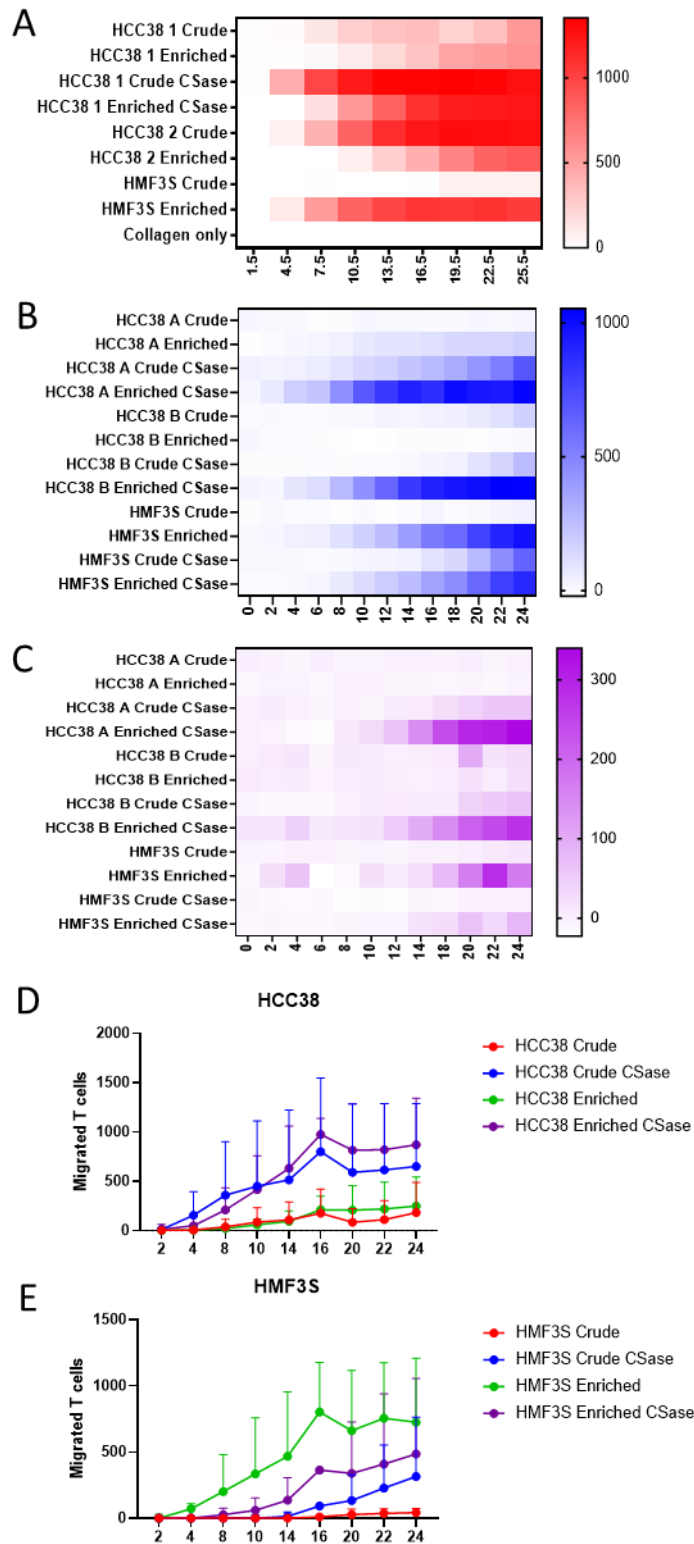 A
HCC38 1 Crude
HCC38 1 Enriched
HCC38 1 Crude CSase
HCC38 1 Enriched CSase
HCC38 2 Crude
HCC38 2 Enriched
HMF3S Crude
HMF3S Enriched
Collagen only
1.5 4.5 7.5 10.5 13.5 16.5 19.5 22.5 25.5
1000
500
0
B
HCC38 A Crude
HCC38 A Enriched
HCC38 A Crude CSase
HCC38 A Enriched CSase
HCC38 B Crude
HCC38 B Enriched
HCC38 B Crude CSase
HCC38 B Enriched CSase
HMF3S Crude
HMF3S Enriched
HMF3S Crude CSase
HMF3S Enriched CSase
0 2 4 6 8 10 12 14 16 18 20 22 24
1000
500
0
C
HCC38 A Crude
HCC38 A Enriched
HCC38 A Crude CSase
HCC38 A Enriched CSase
HCC38 B Crude
HCC38 B Enriched
HCC38 B Crude CSase
HCC38 B Enriched CSase
HMF3S Crude
HMF3S Enriched
HMF3S Crude CSase
HMF3S Enriched CSase
0 2 4 6 8 10 12 14 18 20 22 24
300
200
100
0
D
HCC38
Migrated T cells
2000
1500
1000
500
0
2 4 8 10 14 16 20 22 24
HCC38 Crude
HCC38 Crude CSase
HCC38 Enriched
HCC38 Enriched CSase
E
HMF3S
Migrated T cells
1500
1000
500
0
2 4 8 10 14 16 20 22 24
HMF3S Crude
HMF3S Crude CSase
HMF3S Enriched
HMF3S Enriched CSase